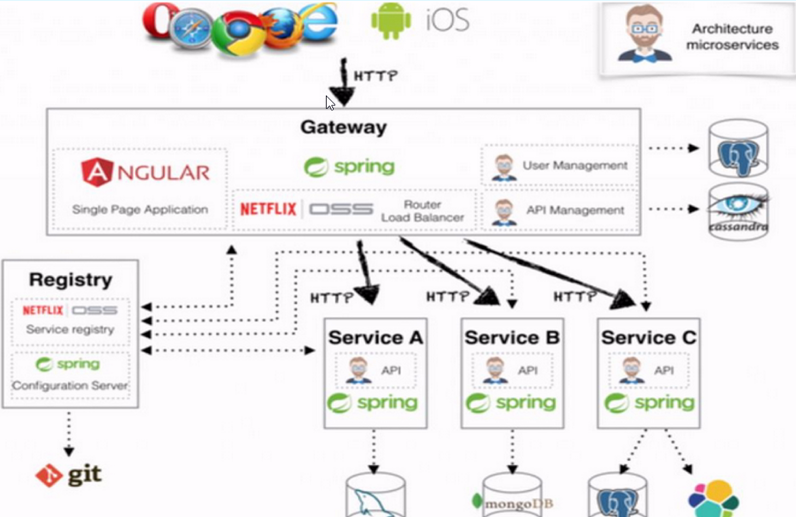 iOS
Architecture
microservices
HTTP
Gateway
ANGULAR
Single Page Application
spring
NETFLIX OSS
Router
Load Balancer
User Management
API Management
cassandra
Registry
NETFLIX OSS
Service registry
spring
Configuration Server
git
HTTP
HTTP
HTTP
Service A
API
spring
Service B
API
spring
Service C
API
spring
mongoDB